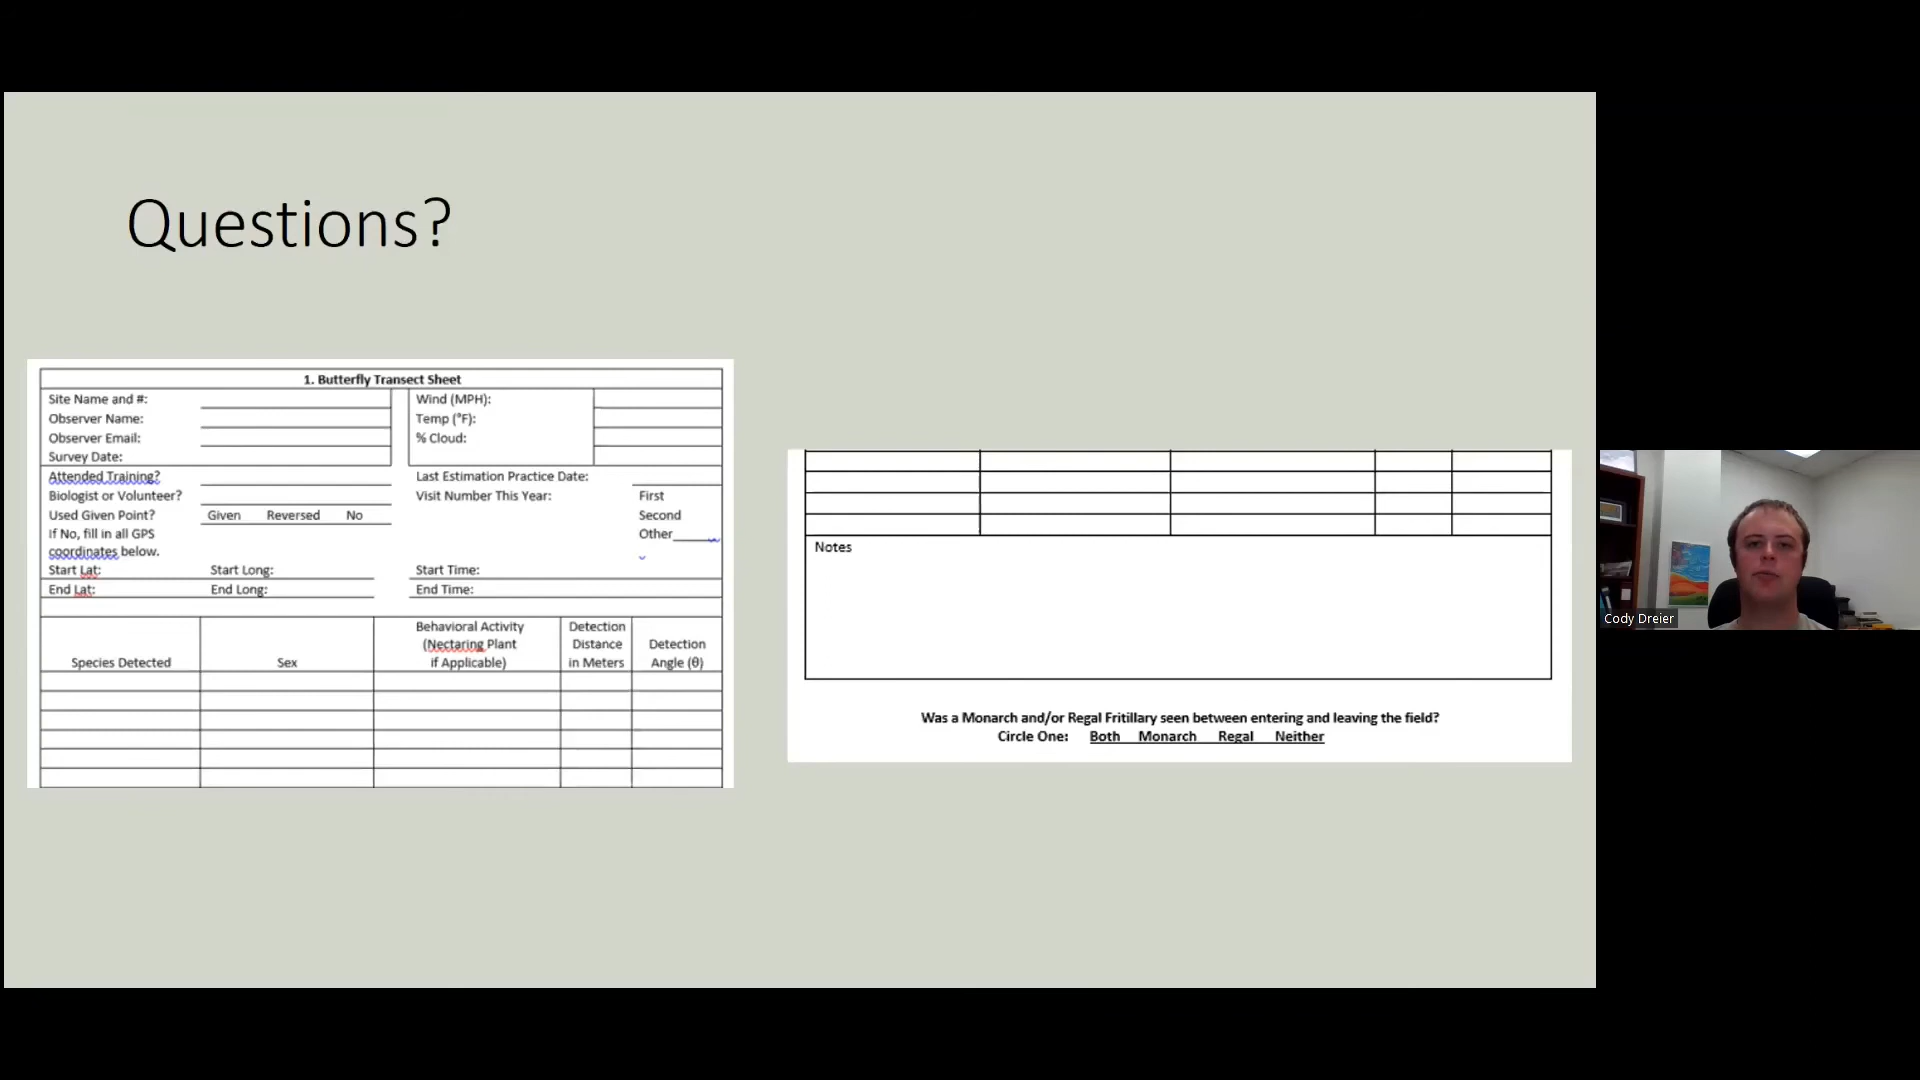 Questions?
1. Butterfly Transect Sheet
Site Name and #:
Wind (MPH):
Observer Name:
Temp (°F):
Observer Email:
% Cloud:
Survey Date:
Attended Training?
Last Estimation Practice Date:
Biologist or Volunteer?
Visit Number This Year:
First
Used Given Point?
Given Reversed No
Second
If No, fill in all GPS
Other
coordinates below.
Start Lat:
Start Long:
Start Time:
End Lat:
End Long:
End Time:
Species Detected
Sex
Behavioral Activity
(Nectaring Plant
if Applicable)
Detection
Distance
in Meters
Detection
Angle (θ)
Notes
Was a Monarch and/or Regal Fritillary seen between entering and leaving the field?
Circle One: Both Monarch Regal Neither
Cody Dreier